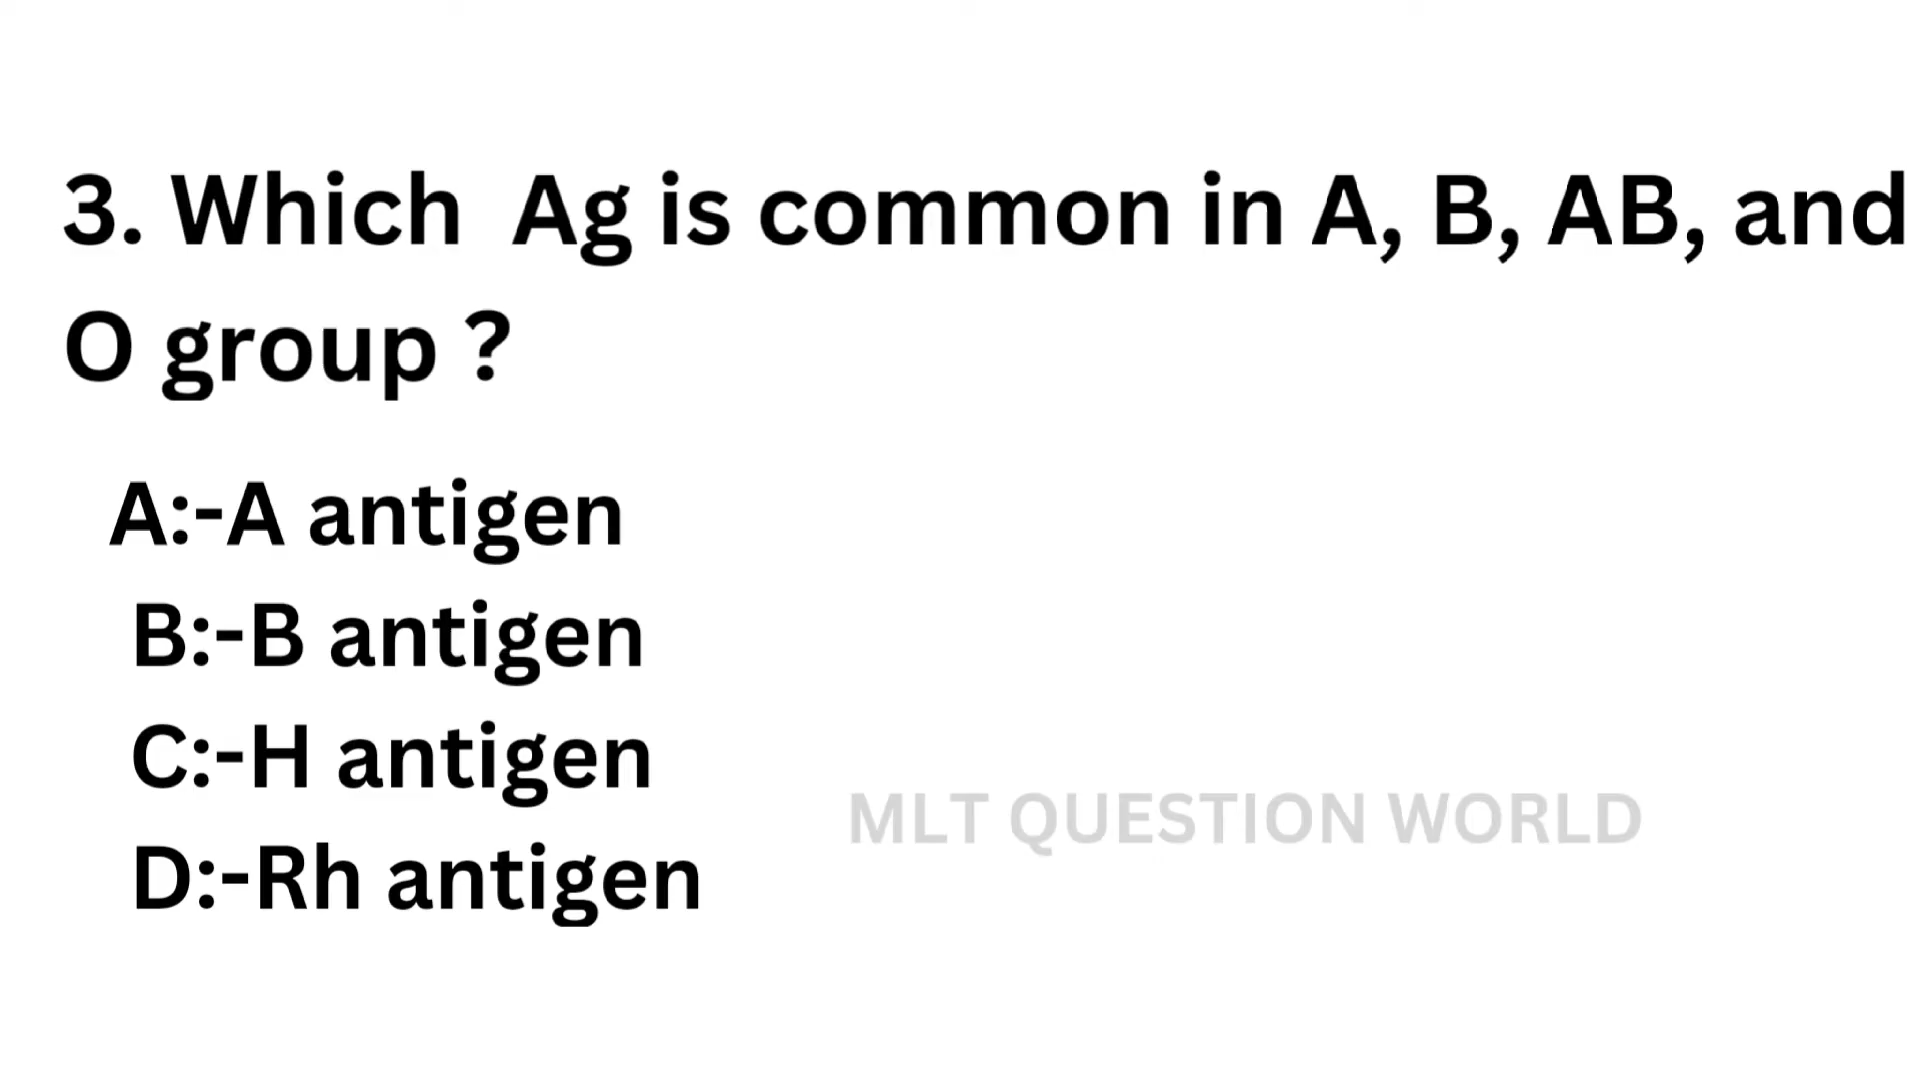 3. Which Ag is common in A, B, AB, and
O group ?
A:-A antigen
B:-B antigen
C:-H antigen
MLT QUESTION WORLD
D:-Rh antigen